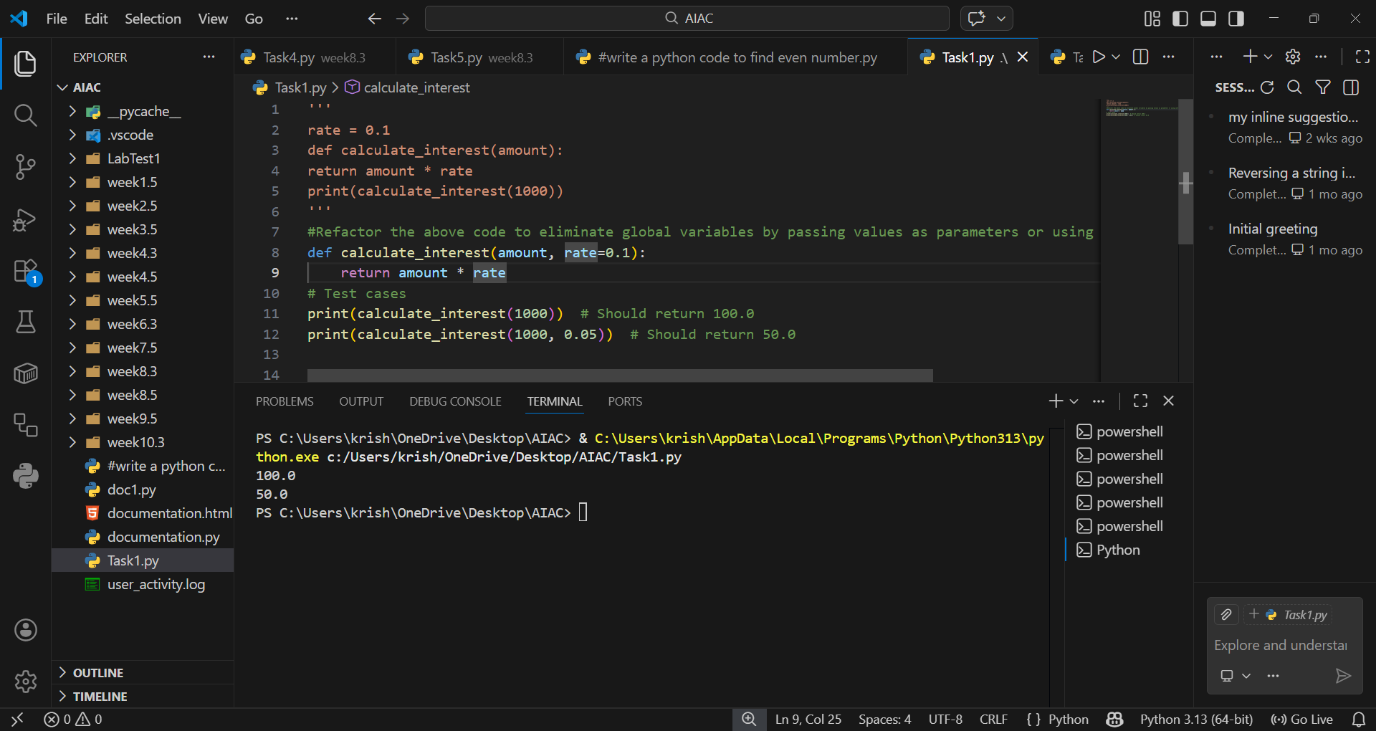 File Edit Selection View Go ···
AIAC
EXPLORER ···
AIAC
__pycache__
.vscode
LabTest1
week1.5
week2.5
week3.5
week4.3
week4.5
week5.5
week6.3
week7.5
week8.3
week8.5
week9.5
week10.3
#write a python c...
doc1.py
documentation.html
documentation.py
Task1.py
user_activity.log
OUTLINE
TIMELINE
1
Task4.py week8.3
Task5.py week8.3
#write a python code to find even number.py
Task1.py .\
Ta
Task1.py > calculate_interest
1 '''
2 rate = 0.1
3 def calculate_interest(amount):
4 return amount * rate
5 print(calculate_interest(1000))
6 '''
7 #Refactor the above code to eliminate global variables by passing values as parameters or using
8 def calculate_interest(amount, rate=0.1):
9 return amount * rate
10 # Test cases
11 print(calculate_interest(1000)) # Should return 100.0
12 print(calculate_interest(1000, 0.05)) # Should return 50.0
13
14
PROBLEMS OUTPUT DEBUG CONSOLE TERMINAL PORTS
PS C:\Users\krish\OneDrive\Desktop\AIAC> & C:\Users\krish\AppData\Local\Programs\Python\Python313\py
thon.exe c:/Users/krish/OneDrive/Desktop/AIAC/Task1.py
100.0
50.0
PS C:\Users\krish\OneDrive\Desktop\AIAC>
powershell
powershell
powershell
powershell
powershell
Python
SESS...
my inline suggestio...
Comple... 2 wks ago
Reversing a string i...
Complet... 1 mo ago
Initial greeting
Complet... 1 mo ago
Task1.py
Explore and understar
0 0
Ln 9, Col 25 Spaces: 4 UTF-8 CRLF { } Python Python 3.13 (64-bit) Go Live